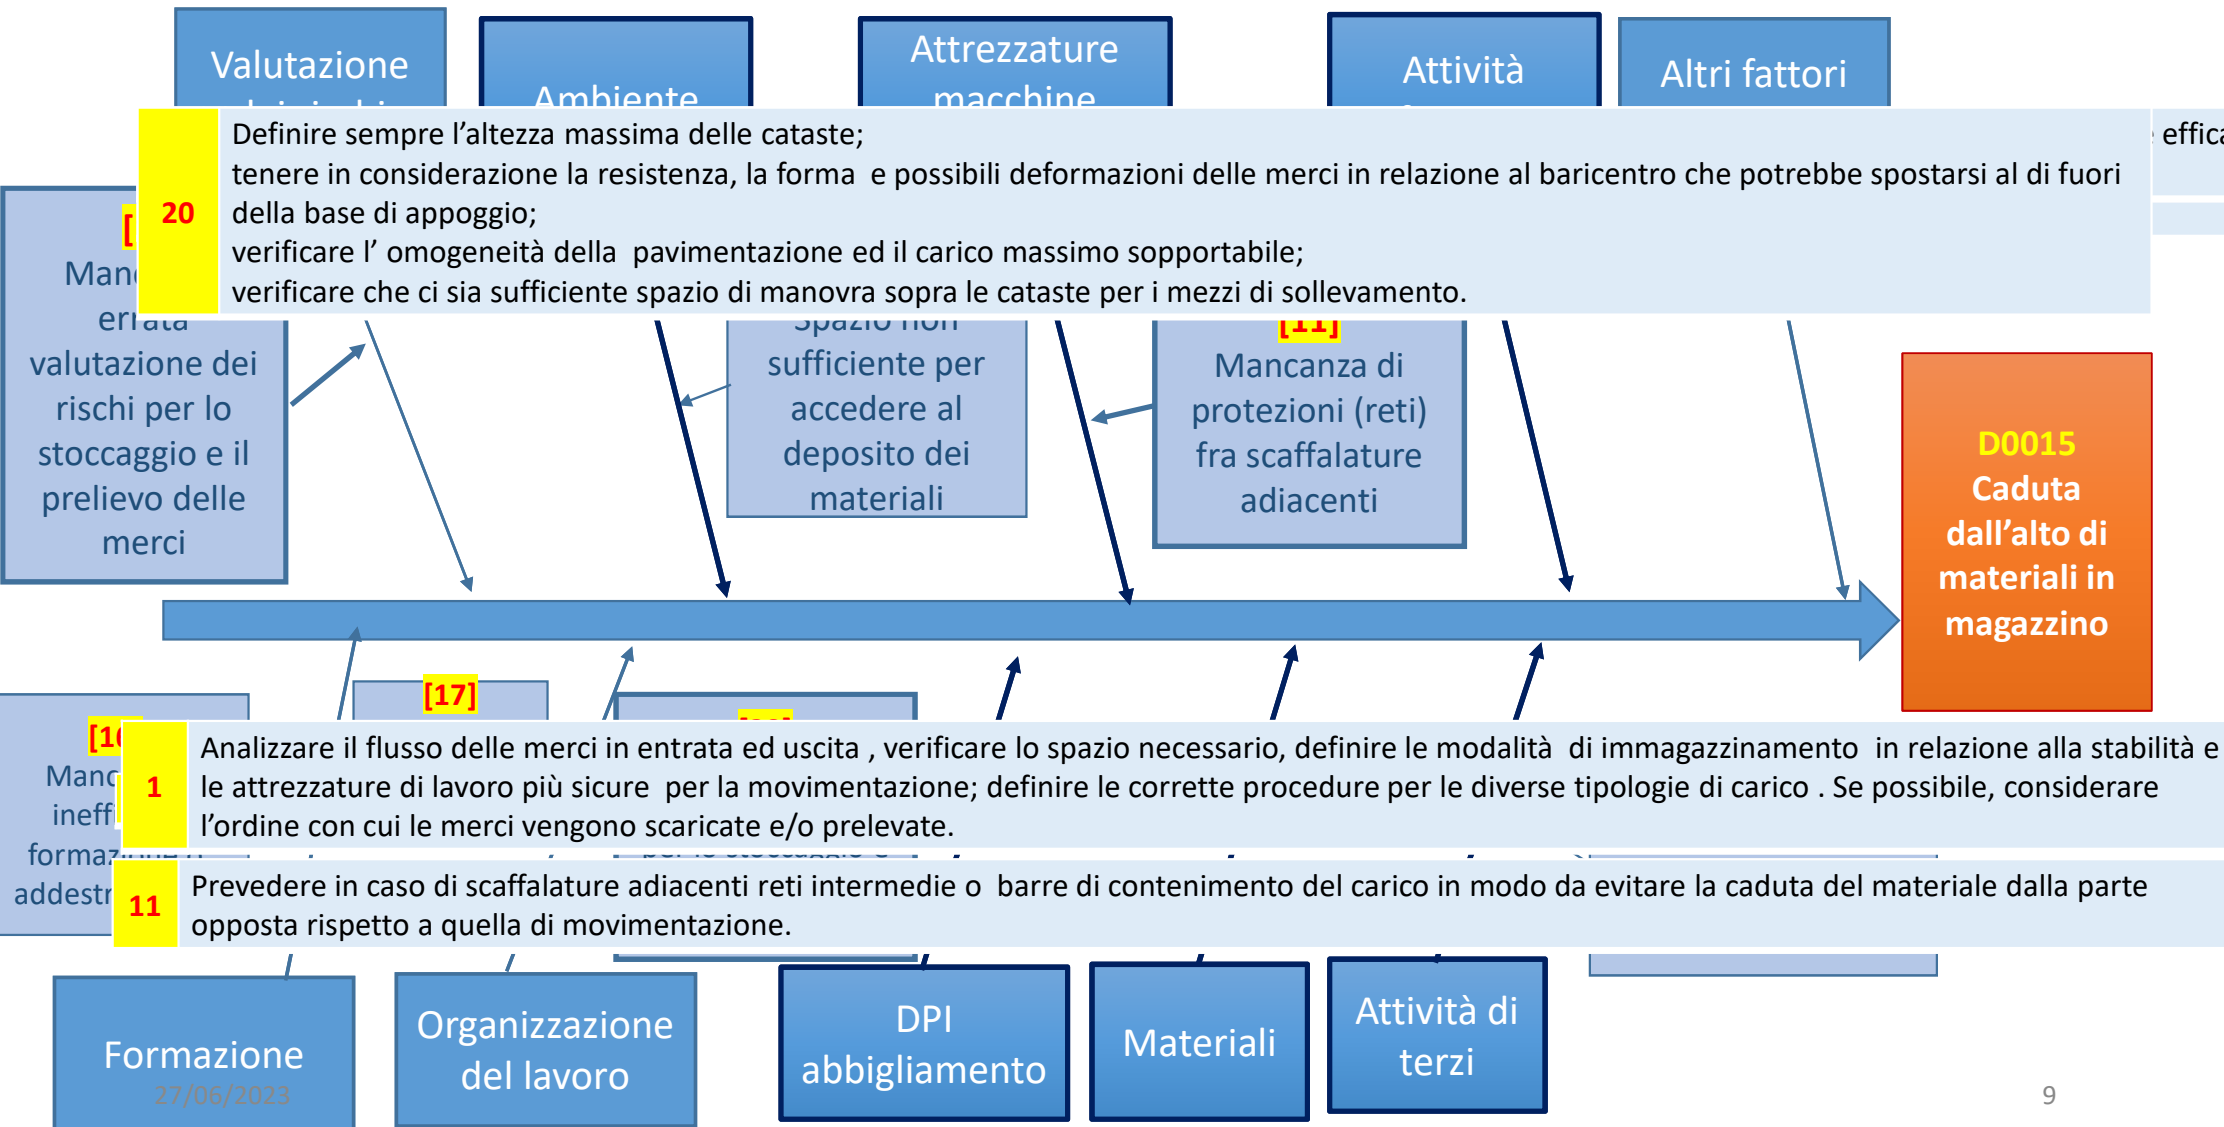 Valutazione
Ambiente
Attrezzature
macchine
Attività
Altri fattori
20
Definire sempre l’altezza massima delle cataste;
tenere in considerazione la resistenza, la forma e possibili deformazioni delle merci in relazione al baricentro che potrebbe spostarsi al di fuori
della base di appoggio;
verificare l’ omogeneità della pavimentazione ed il carico massimo sopportabile;
verificare che ci sia sufficiente spazio di manovra sopra le cataste per i mezzi di sollevamento.
errata
valutazione dei
rischi per lo
stoccaggio e il
prelievo delle
merci
Spazio non
sufficiente per
accedere al
deposito dei
materiali
[11]
Mancanza di
protezioni (reti)
fra scaffalature
adiacenti
D0015
Caduta
dall’alto di
materiali in
magazzino
[17]
1
Analizzare il flusso delle merci in entrata ed uscita , verificare lo spazio necessario, definire le modalità di immagazzinamento in relazione alla stabilità e
le attrezzature di lavoro più sicure per la movimentazione; definire le corrette procedure per le diverse tipologie di carico . Se possibile, considerare
l’ordine con cui le merci vengono scaricate e/o prelevate.
per lo stoccaggio e
11
Prevedere in caso di scaffalature adiacenti reti intermedie o barre di contenimento del carico in modo da evitare la caduta del materiale dalla parte
opposta rispetto a quella di movimentazione.
Formazione
Organizzazione
del lavoro
DPI
abbigliamento
Materiali
Attività di
terzi
27/06/2023
9